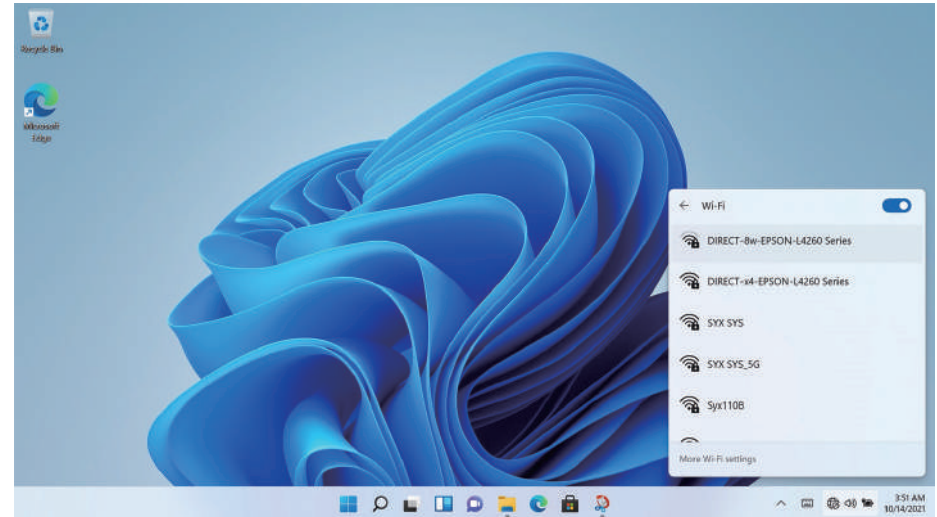 Recycle Bin
Microsoft
Edge
Wi-Fi
DIRECT-8w-EPSON-L4260 Series
DIRECT-x4-EPSON-L4260 Series
SYX SYS
SYX SYS_5G
Syx110B
More Wi-Fi settings
3:51 AM
10/14/2021